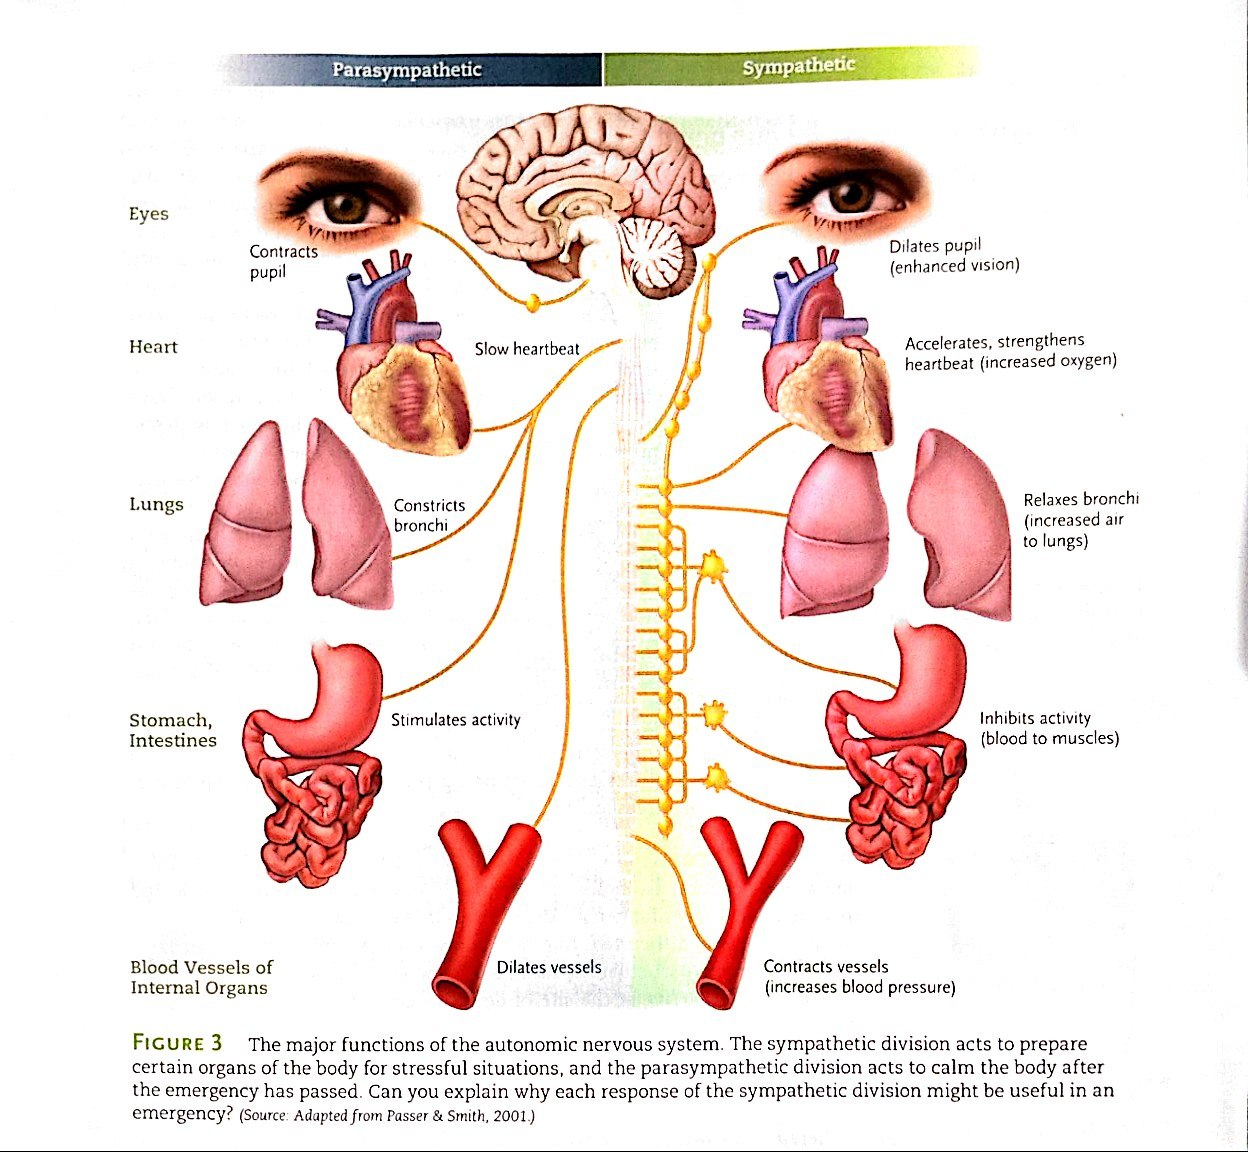 Parasympathetic
Sympathetic
Eyes
Contracts
pupil
Dilates pupil
(enhanced vision)
Heart
Slow heartbeat
Accelerates, strengthens
heartbeat (increased oxygen)
Lungs
Constricts
bronchi
Relaxes bronchi
(increased air
to lungs)
Stomach,
Intestines
Stimulates activity
Inhibits activity
(blood to muscles)
Blood Vessels of
Internal Organs
Dilates vessels
Contracts vessels
(increases blood pressure)
FIGURE 3 The major functions of the autonomic nervous system. The sympathetic division acts to prepare
certain organs of the body for stressful situations, and the parasympathetic division acts to calm the body after
the emergency has passed. Can you explain why each response of the sympathetic division might be useful in an
emergency? (Source: Adapted from Passer & Smith, 2001.)